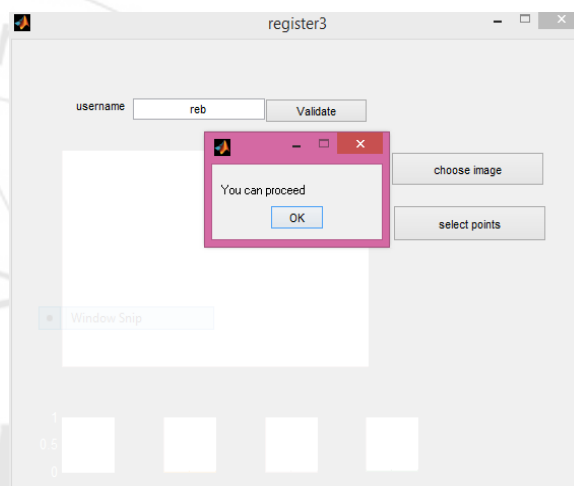 register3
username reb Validate
You can proceed
OK
choose image
select points
Window Snip
1
0.5
0